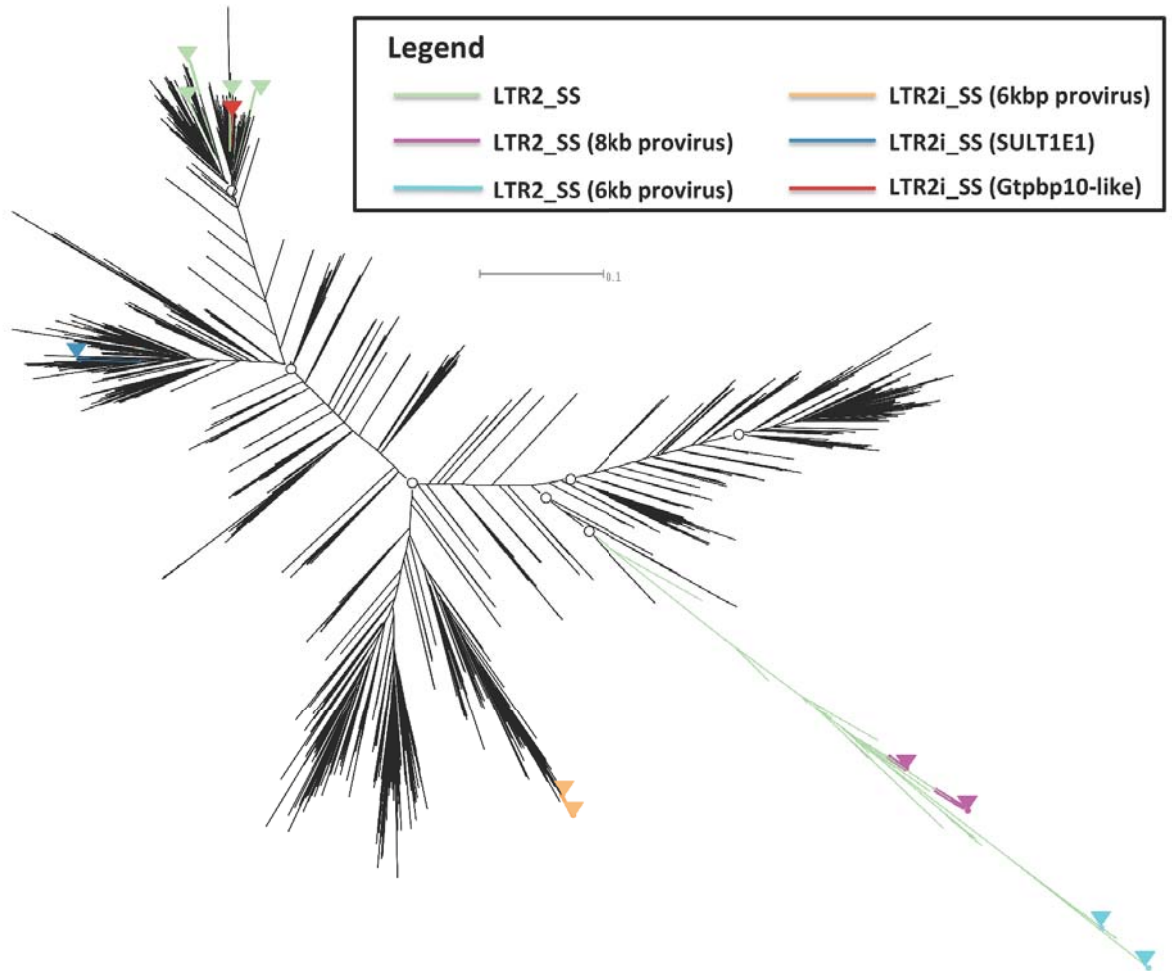 Legend
LTR2_SS
LTR2_SS (8kb provirus)
LTR2_SS (6kb provirus)
LTR2i_SS (6kbp provirus)
LTR2i_SS (SULT1E1)
LTR2i_SS (Gtpbp10-like)
0.1